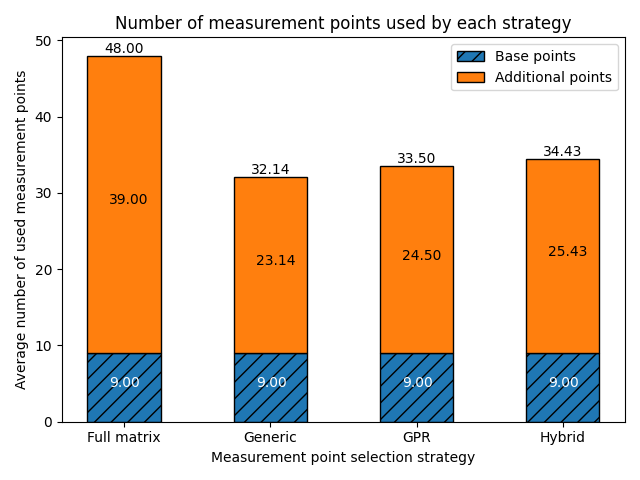 Number of measurement points used by each strategy
Average number of used measurement points
50
40
30
20
10
0
Base points
Additional points
48.00
32.14
33.50
34.43
39.00
23.14
24.50
25.43
9.00
9.00
9.00
9.00
Full matrix
Generic
GPR
Hybrid
Measurement point selection strategy